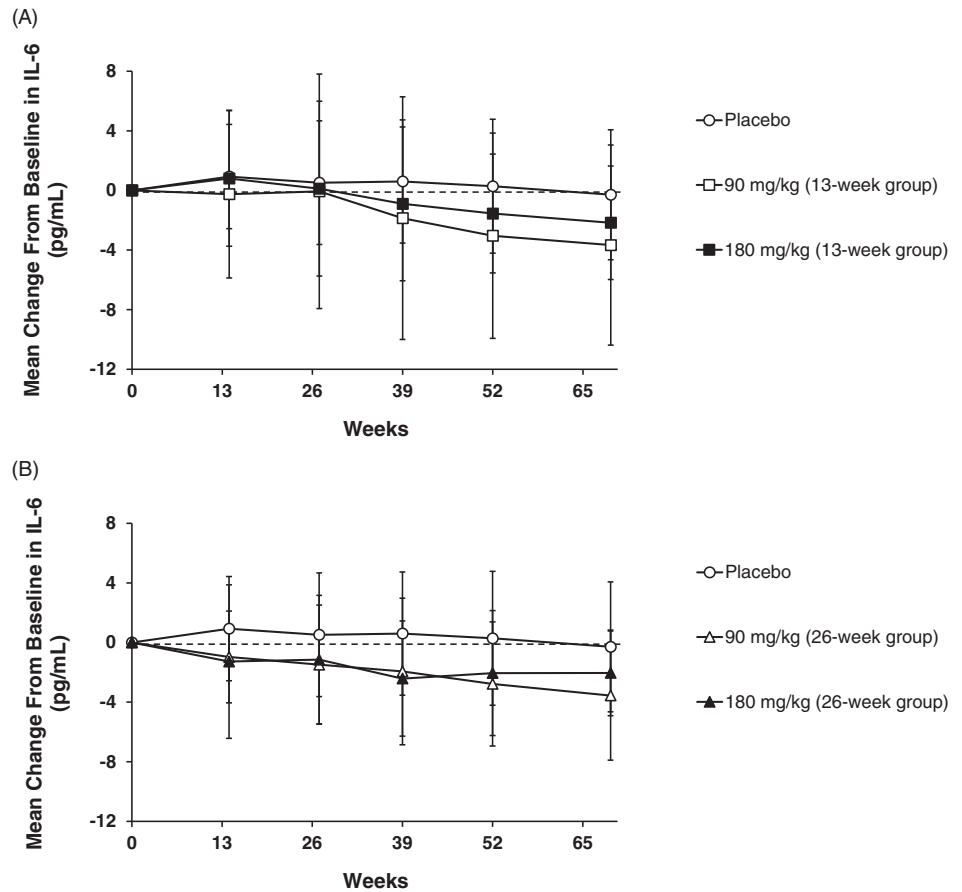 (A)
Mean Change From Baseline in IL-6
(pg/mL)
8
4
0
-4
-8
-12
0 13 26 39 52 65
Weeks
Placebo
90 mg/kg (13-week group)
180 mg/kg (13-week group)
(B)
Mean Change From Baseline in IL-6
(pg/mL)
8
4
0
-4
-8
-12
0 13 26 39 52 65
Weeks
Placebo
90 mg/kg (26-week group)
180 mg/kg (26-week group)